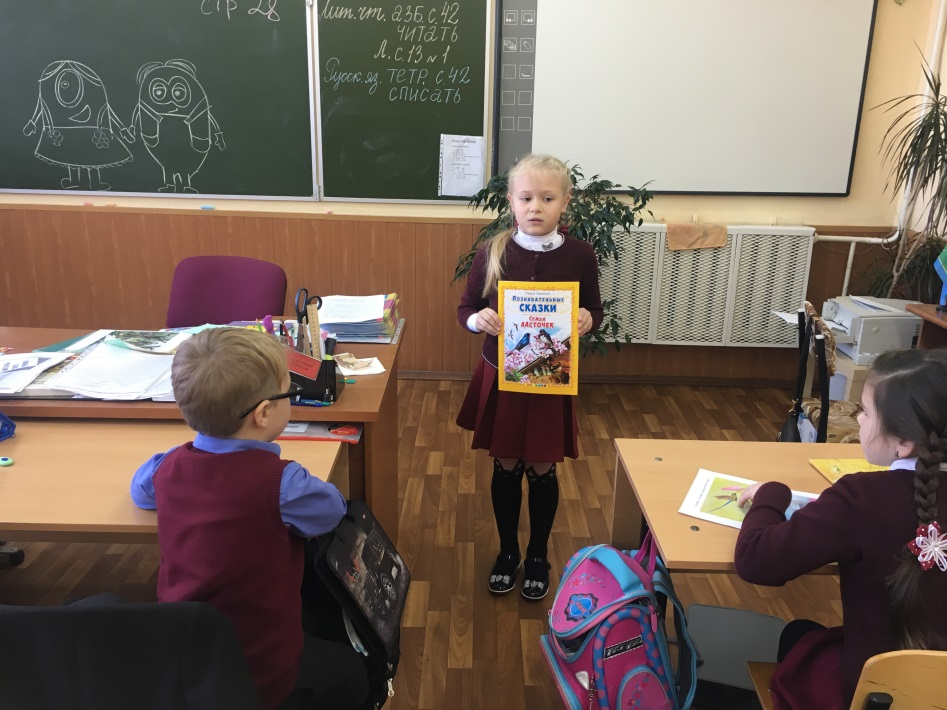 стр 28
Лит. чт. азб. с. 42
читать
Л. с. 13 № 1
Русск. яз. тетр. с. 42
списать
ПОЗНАВАТЕЛЬНЫЕ
СКАЗКИ
СЕМЬЯ
ЛАСТОЧЕК